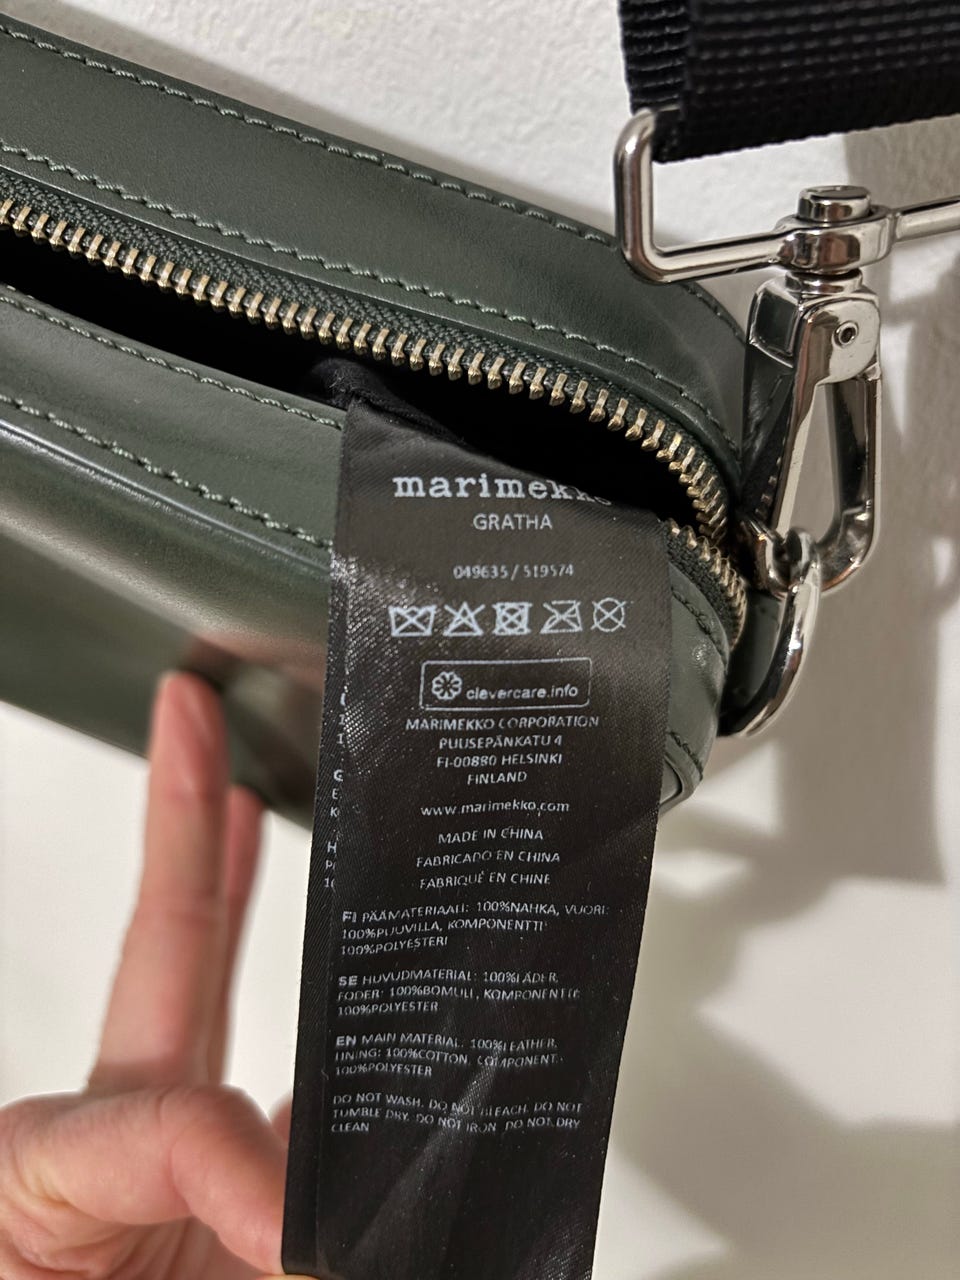 marimekko
GRATHA
049635 / 519574
clevercare.info
MARIMEKKO CORPORATION
PUUSEPÄNKATU 4
FI-00880 HELSINKI
FINLAND
www.marimekko.com
MADE IN CHINA
FABRICADO EN CHINA
FABRIQUÉ EN CHINE
FI PÄÄMATERIAALI: 100%NAHKA, VUORI:
100%PUUVILLA, KOMPONENTTI:
100%POLYESTERI
SE HUVUDMATERIAL: 100%LÄDER,
FODER: 100%BOMULL, KOMPONENTER:
100%POLYESTER
EN MAIN MATERIAL: 100%LEATHER,
LINING: 100%COTTON, COMPONENT:
100%POLYESTER
DO NOT WASH. DO NOT BLEACH. DO NOT
TUMBLE DRY. DO NOT IRON. DO NOT DRY
CLEAN